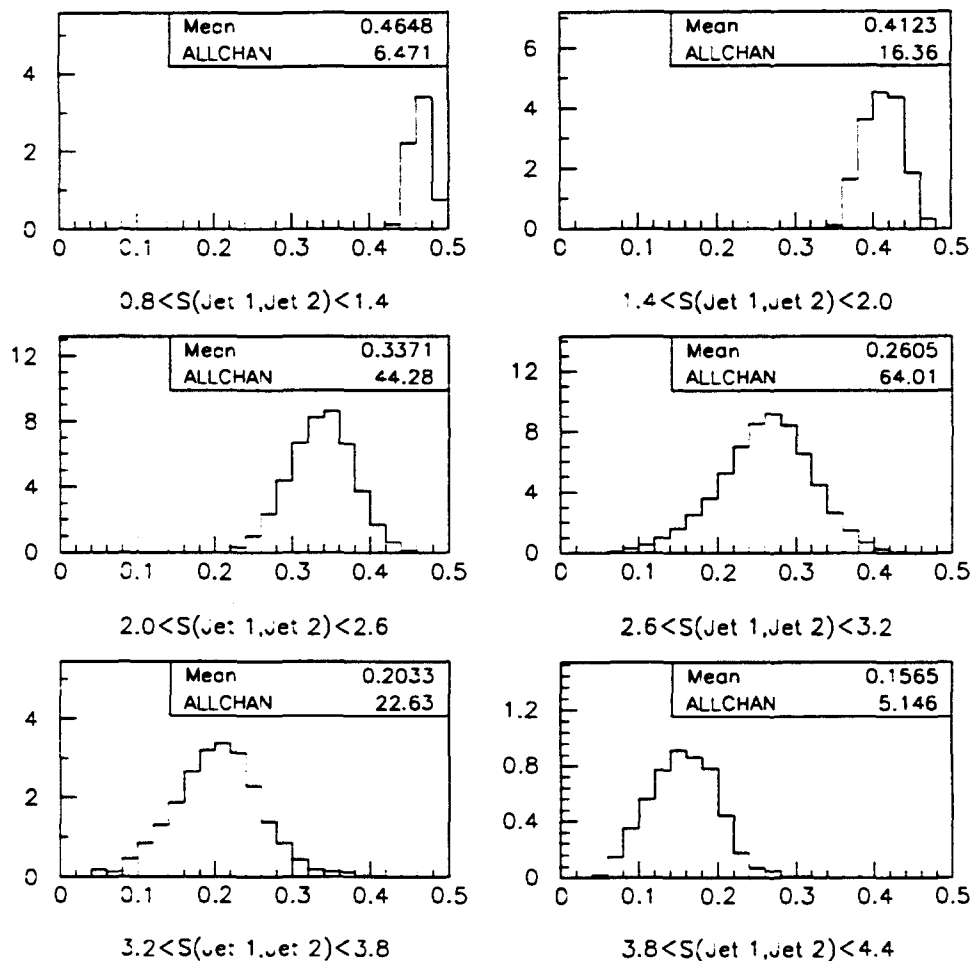 Mean 0.4648
ALLCHAN 6.471
4
2
0
0 0.1 0.2 0.3 0.4 0.5
0.8<S(Jet 1,Jet 2)<1.4
Mean 0.4123
ALLCHAN 16.36
6
4
2
0
0 0.1 0.2 0.3 0.4 0.5
1.4<S(Jet 1,Jet 2)<2.0
Mean 0.3371
ALLCHAN 44.28
12
8
4
0
0 0.1 0.2 0.3 0.4 0.5
2.0<S(Jet 1,Jet 2)<2.6
Mean 0.2605
ALLCHAN 64.01
12
8
4
0
0 0.1 0.2 0.3 0.4 0.5
2.6<S(Jet 1,Jet 2)<3.2
Mean 0.2033
ALLCHAN 22.63
4
2
0
0 0.1 0.2 0.3 0.4 0.5
3.2<S(Jet 1,Jet 2)<3.8
Mean 0.1565
ALLCHAN 5.146
1.2
0.8
0.4
0
0 0.1 0.2 0.3 0.4 0.5
3.8<S(Jet 1,Jet 2)<4.4